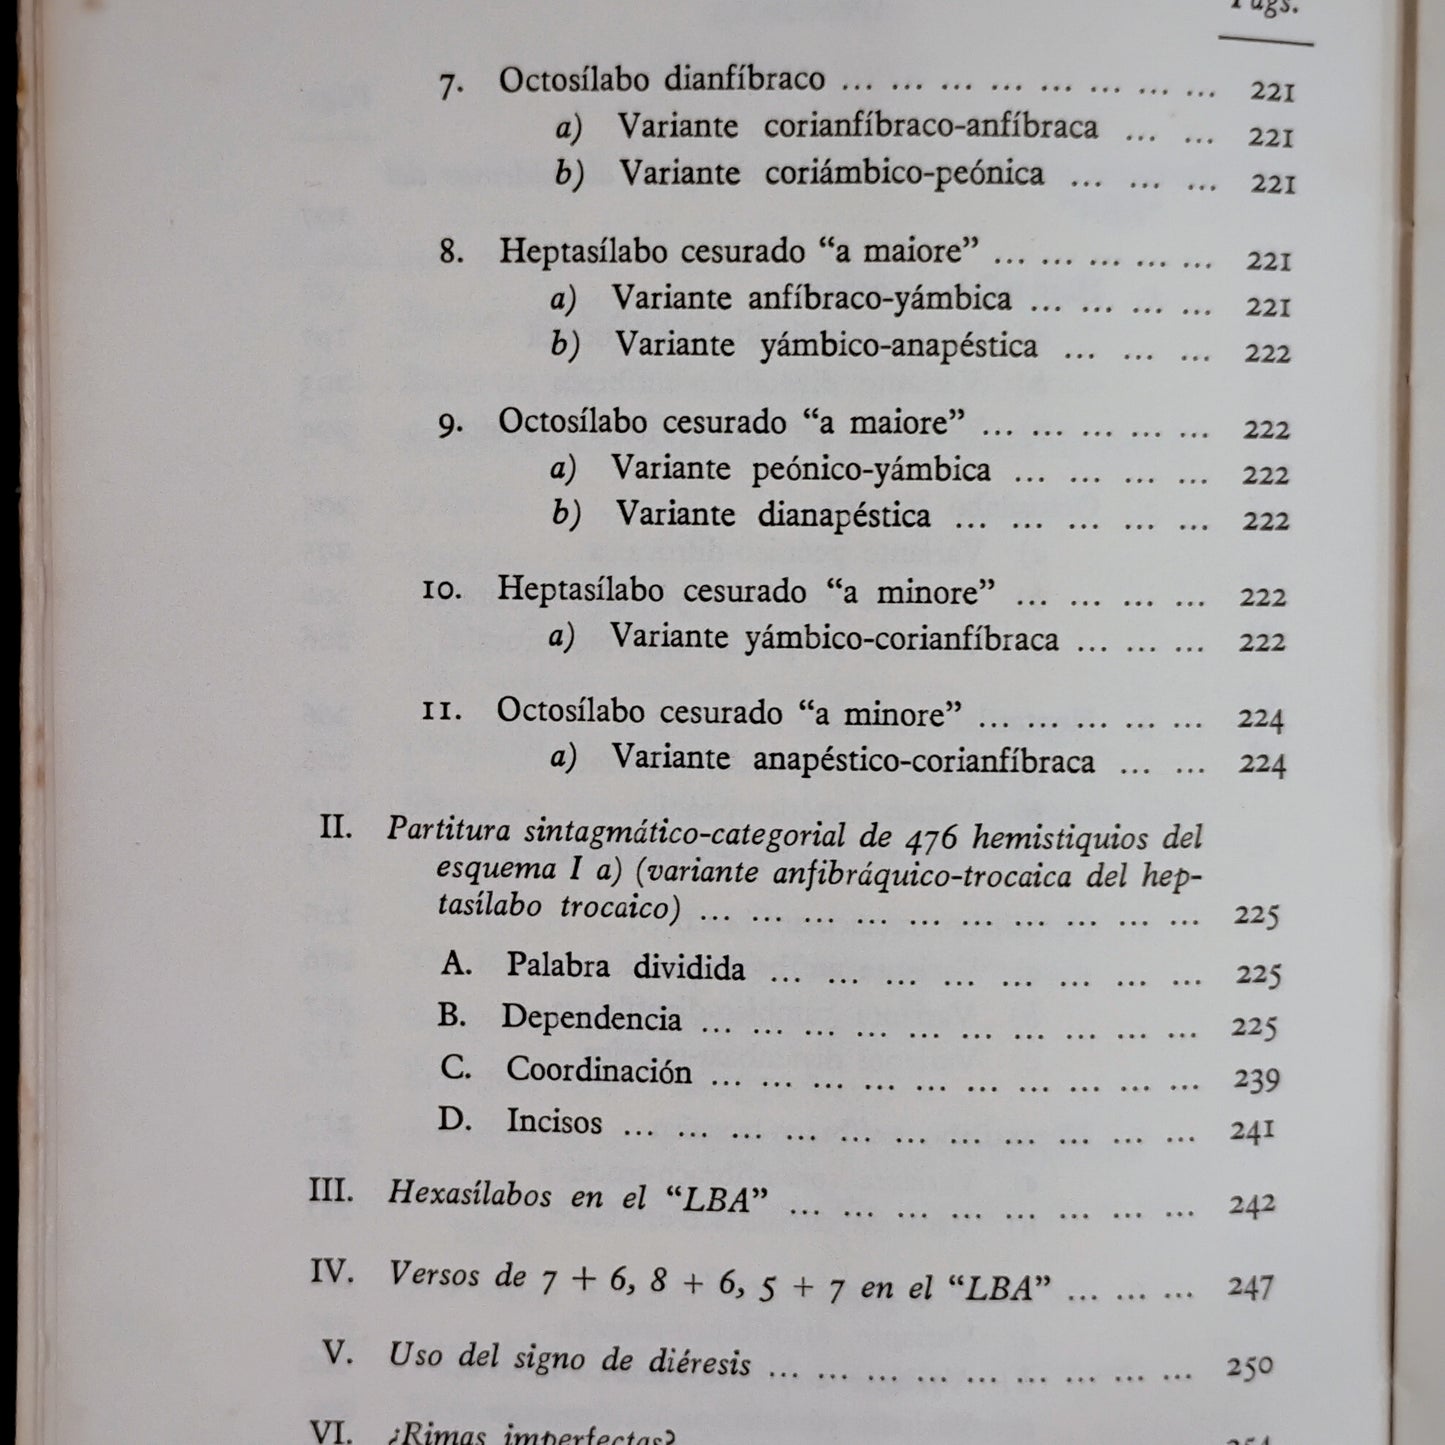 Págs.
7. Octosílabo dianfíbraco ... ... ... ... ... ... ... ... 221
a) Variante corianfíbraco-anfíbraca ... ... 221
b) Variante coriámbico-peónica ... ... ... 221
8. Heptasílabo cesurado “a maiore” ... ... ... ... ... 221
a) Variante anfíbraco-yámbica ... ... ... ... 221
b) Variante yámbico-anapéstica ... ... ... 222
9. Octosílabo cesurado “a maiore” ... ... ... ... ... 222
a) Variante peónico-yámbica ... ... ... ... 222
b) Variante dianapéstica ... ... ... ... ... 222
10. Heptasílabo cesurado “a minore” ... ... ... ... 222
a) Variante yámbico-corianfíbraca ... ... ... 222
11. Octosílabo cesurado “a minore” ... ... ... ... ... 224
a) Variante anapéstico-corianfíbraca ... ... 224
II. Partitura sintagmático-categorial de 476 hemistiquios del
esquema I a) (variante anfibráquico-trocaica del hep-
tasílabo trocaico) ... ... ... ... ... ... ... ... ... ... 225
A. Palabra dividida ... ... ... ... ... ... ... ... 225
B. Dependencia ... ... ... ... ... ... ... ... ... ... 225
C. Coordinación ... ... ... ... ... ... ... ... ... ... 239
D. Incisos ... ... ... ... ... ... ... ... ... ... ... 241
III. Hexasílabos en el “LBA” ... ... ... ... ... ... ... ... 242
IV. Versos de 7 + 6, 8 + 6, 5 + 7 en el “LBA” ... ... ... 247
V. Uso del signo de diéresis ... ... ... ... ... ... ... ... ... 250
VI. ¿Rimas imperfectas?